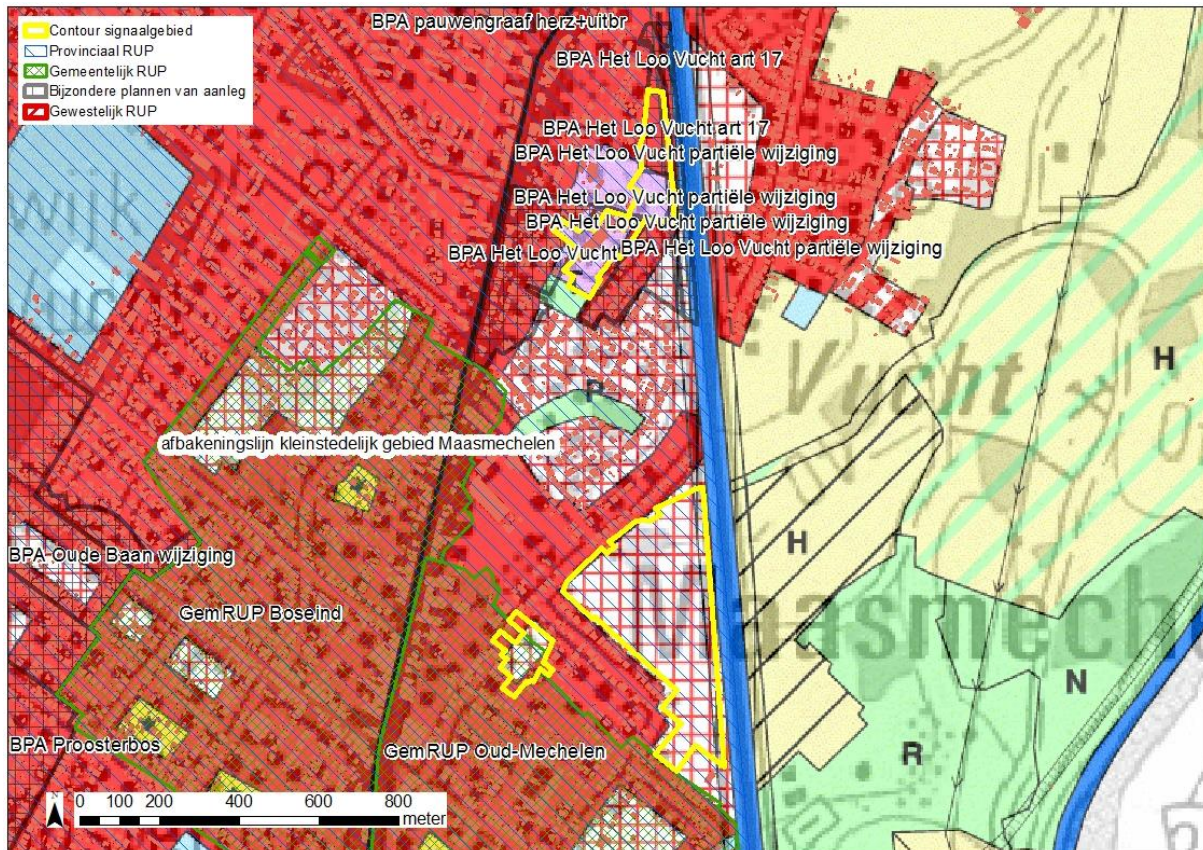 Contour signaalgebied
Provinciaal RUP
Gemeentelijk RUP
Bijzondere plannen van aanleg
Gewestelijk RUP
BPA pauwengraaf herz+uitbr
BPA Het Loo Vucht art 17
BPA Het Loo Vucht art 17
BPA Het Loo Vucht partiële wijziging
BPA Het Loo Vucht partiële wijziging
BPA Het Loo Vucht partiële wijziging
BPA Het Loo Vucht
BPA Het Loo Vucht partiële wijziging
wijk
H
Vucht
H
P
afbakeningslijn kleinstedelijk gebied Maasmechelen
H
BPA Oude Baan wijziging
GemRUP Boseind
Maasmech
N
BPA Proosterbos
GemRUP Oud-Mechelen
R
N
0 100 200 400 600 800
meter